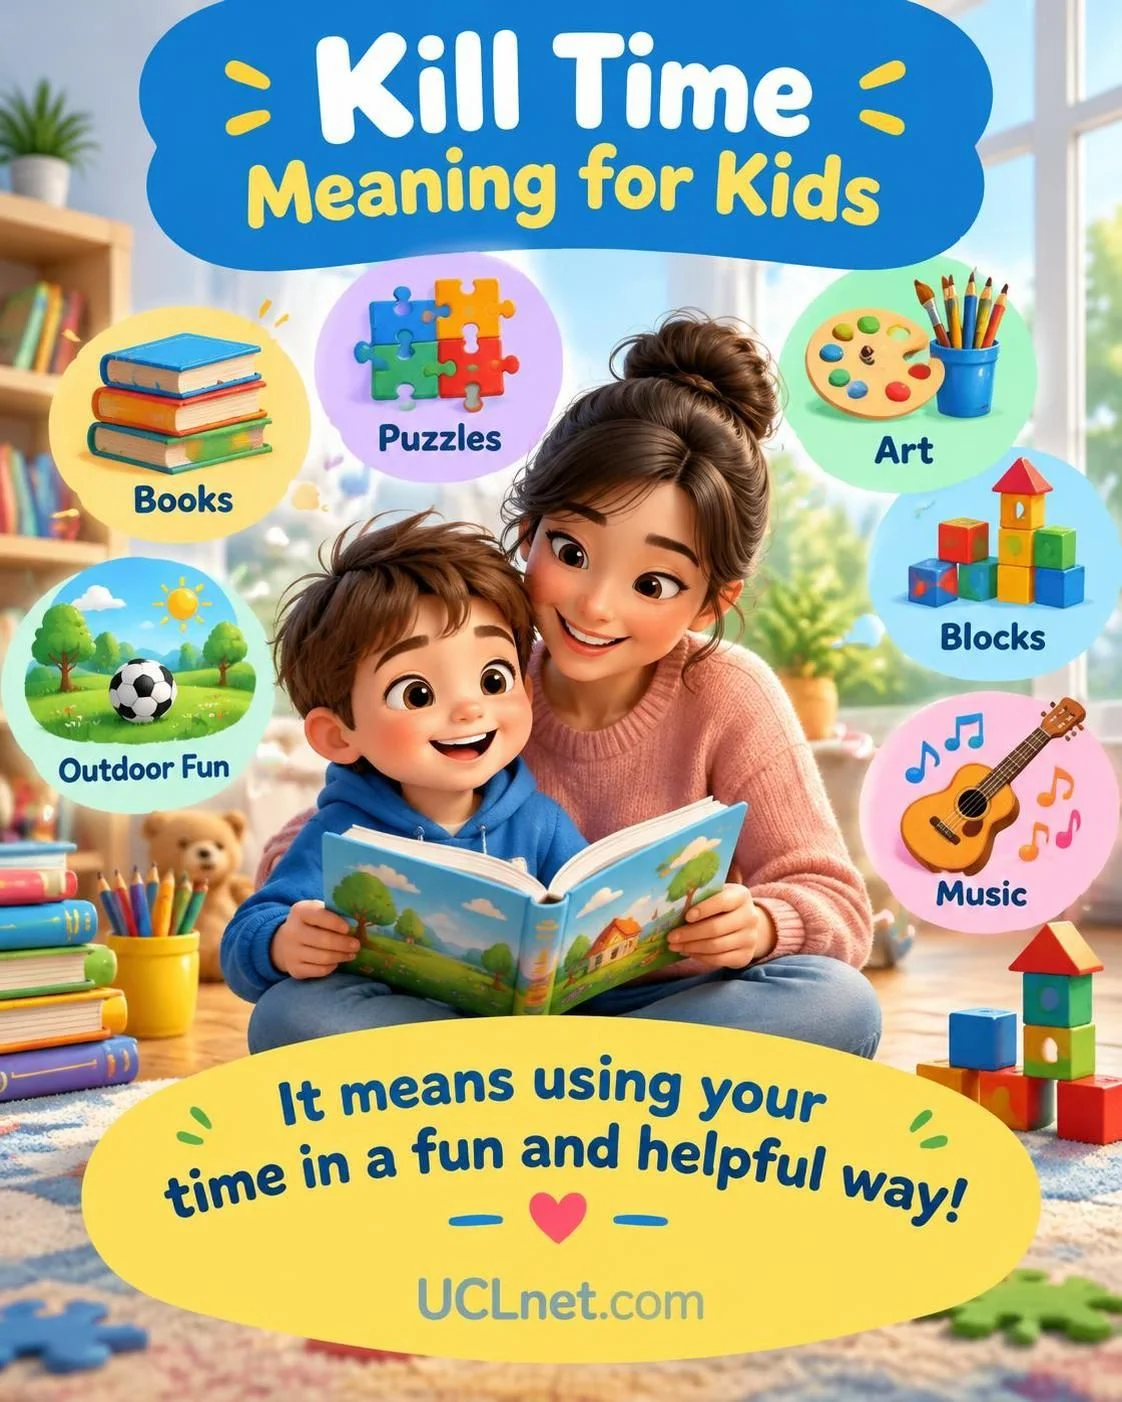 Kill Time
Meaning for Kids
Puzzles
Art
Books
Blocks
Outdoor Fun
Music
It means using your
time in a fun and helpful way!
UCLnet.com